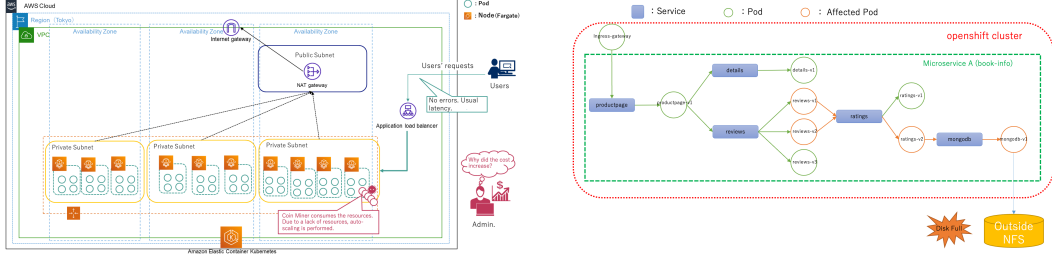 AWS Cloud
Region (Tokyo)
VPC
Availability Zone
Availability Zone
Availability Zone
: Pod
: Node(Fargate)
Internet gateway
Public Subnet
NAT gateway
Users' requests
Users
No errors. Usual
latency.
Application load balancer
Private Subnet
Private Subnet
Private Subnet
Why did the cost
increase?
$
Admin.
Coin Miner consumes the resources.
Due to a lack of resources, auto-
scaling is performed.
Amazon Elastic Container Kubernetes
: Service
: Pod
: Affected Pod
openshift cluster
Ingress-gateway
Microservice A (book-info)
productpage
productpage-v1
details
details-v1
reviews
reviews-v1
reviews-v2
reviews-v3
ratings
ratings-v1
ratings-v2
mongodb
mongodb-v1
Disk Full
Outside
NFS